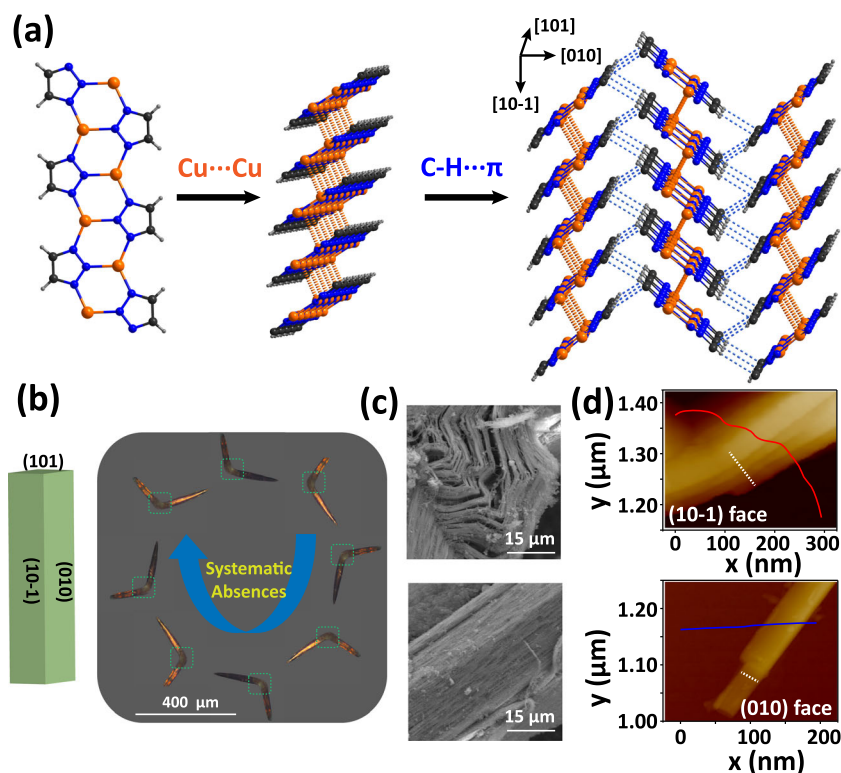 (a)
[101]
[010]
[10-1]
Cu···Cu
C-H···π
(b)
(c)
(d)
(101)
(10-1)
(010)
Systematic
Absences
400 μm
15 μm
15 μm
1.40
1.30
1.20
y (μm)
(10-1) face
0 100 200 300
x (nm)
1.20
1.10
1.00
y (μm)
(010) face
0 100 200
x (nm)